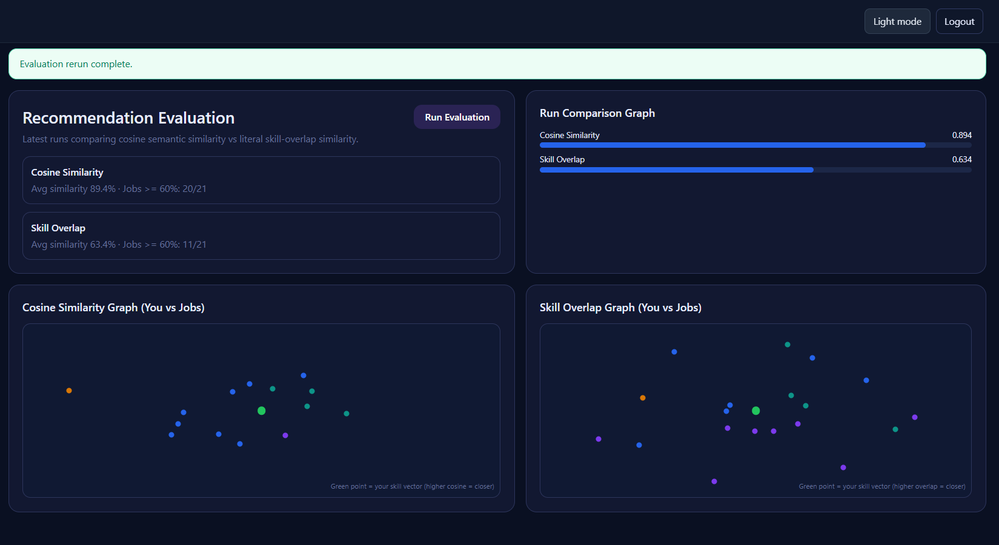 Light mode
Logout
Evaluation rerun complete.
Recommendation Evaluation
Run Evaluation
Latest runs comparing cosine semantic similarity vs literal skill-overlap similarity.
Cosine Similarity
Avg similarity 89.4% · Jobs >= 60%: 20/21
Skill Overlap
Avg similarity 63.4% · Jobs >= 60%: 11/21
Run Comparison Graph
Cosine Similarity 0.894
Skill Overlap 0.634
Cosine Similarity Graph (You vs Jobs)
Green point = your skill vector (higher cosine = closer)
Skill Overlap Graph (You vs Jobs)
Green point = your skill vector (higher overlap = closer)